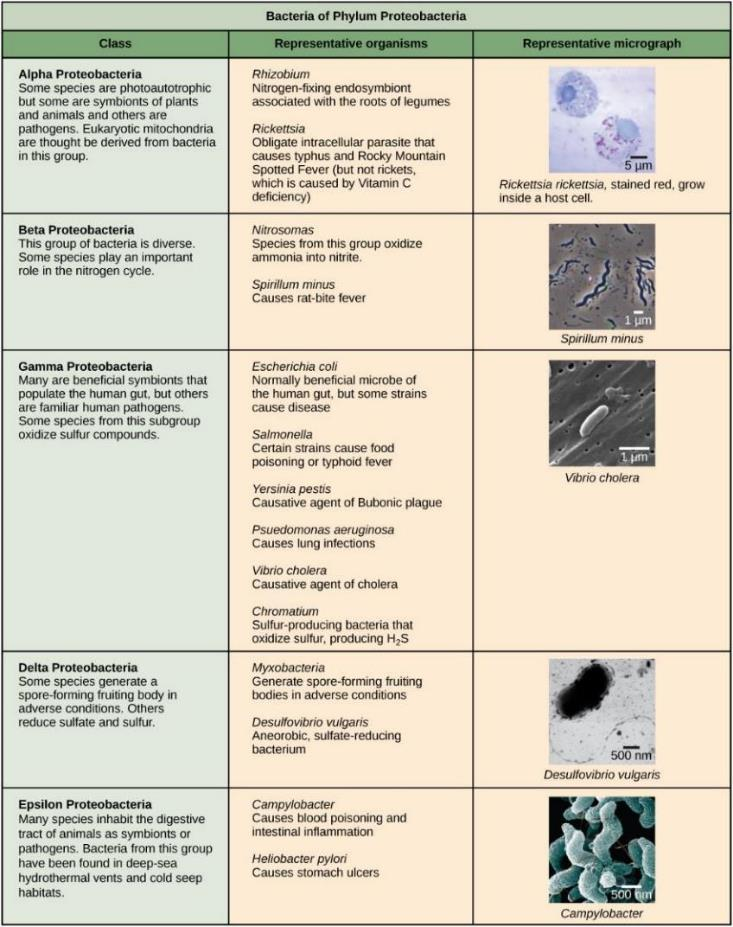 Bacteria of Phylum Proteobacteria
Class
Representative organisms
Representative micrograph
Alpha Proteobacteria
Some species are photoautotrophic
but some are symbionts of plants
and animals and others are
pathogens. Eukaryotic mitochondria
are thought be derived from bacteria
in this group.
Rhizobium
Nitrogen-fixing endosymbiont
associated with the roots of legumes
Rickettsia
Obligate intracellular parasite that
causes typhus and Rocky Mountain
Spotted Fever (but not rickets,
which is caused by Vitamin C
deficiency)
5 µm
Rickettsia rickettsia, stained red, grow
inside a host cell.
Beta Proteobacteria
This group of bacteria is diverse.
Some species play an important
role in the nitrogen cycle.
Nitrosomas
Species from this group oxidize
ammonia into nitrite.
Spirillum minus
Causes rat-bite fever
1 µm
Spirillum minus
Gamma Proteobacteria
Many are beneficial symbionts that
populate the human gut, but others
are familiar human pathogens.
Some species from this subgroup
oxidize sulfur compounds.
Escherichia coli
Normally beneficial microbe of
the human gut, but some strains
cause disease
Salmonella
Certain strains cause food
poisoning or typhoid fever
Yersinia pestis
Causative agent of Bubonic plague
Psuedomonas aeruginosa
Causes lung infections
Vibrio cholera
Causative agent of cholera
Chromatium
Sulfur-producing bacteria that
oxidize sulfur, producing H₂S
1 µm
Vibrio cholera
Delta Proteobacteria
Some species generate a
spore-forming fruiting body in
adverse conditions. Others
reduce sulfate and sulfur.
Myxobacteria
Generate spore-forming fruiting
bodies in adverse conditions
Desulfovibrio vulgaris
Aneorobic, sulfate-reducing
bacterium
500 nm
Desulfovibrio vulgaris
Epsilon Proteobacteria
Many species inhabit the digestive
tract of animals as symbionts or
pathogens. Bacteria from this group
have been found in deep-sea
hydrothermal vents and cold seep
habitats.
Campylobacter
Causes blood poisoning and
intestinal inflammation
Heliobacter pylori
Causes stomach ulcers
500 nm
Campylobacter